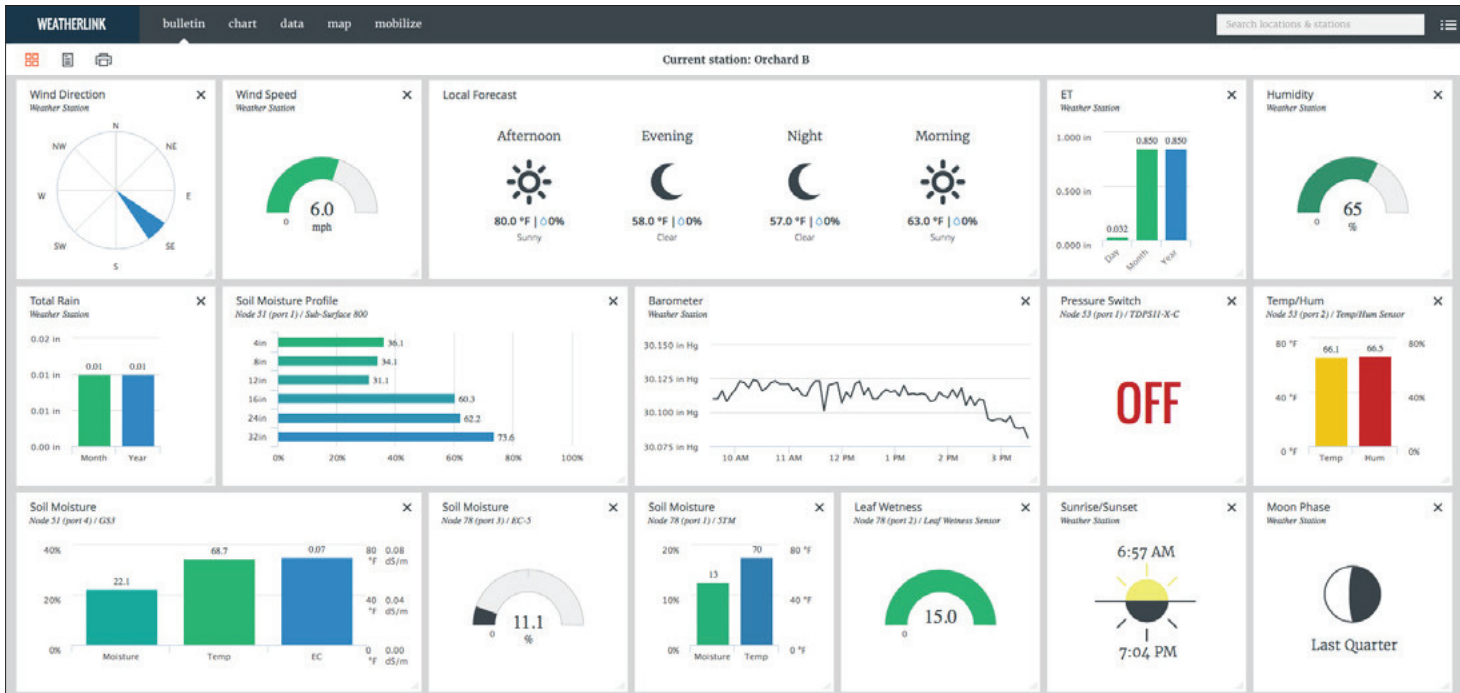 WEATHERLINK bulletin chart data map mobilize Search locations & stations
Current station: Orchard B
Wind Direction
Weather Station
N
NW NE
W E
SW SE
S
Wind Speed
Weather Station
6.0
0 mph
Local Forecast
Afternoon Evening Night Morning
80.0 °F | 0% 58.0 °F | 0% 57.0 °F | 0% 63.0 °F | 0%
Sunny Clear Clear Sunny
ET
Weather Station
1.000 in 0.850 0.850
0.500 in
0.032
0.000 in
Day Month Year
Humidity
Weather Station
65
0 %
Total Rain
Weather Station
0.02 in
0.01 0.01
0.01 in
0.01 in
0.00 in
Month Year
Soil Moisture Profile
Node 51 (port 1) / Sub-Surface 800
4in 36.1
8in 34.1
12in 31.1
16in 60.3
24in 62.2
32in 73.6
0% 20% 40% 60% 80% 100%
Barometer
Weather Station
30.150 in Hg
30.125 in Hg
30.100 in Hg
30.075 in Hg
10 AM 11 AM 12 PM 1 PM 2 PM 3 PM
Pressure Switch
Node 53 (port 1) / TDPS11-X-C
OFF
Temp/Hum
Node 53 (port 2) / Temp/Hum Sensor
80 °F 66.1 66.5 80%
40 °F 40%
0 °F 0%
Temp Hum
Soil Moisture
Node 51 (port 4) / GS3
40% 68.7 0.07 80 °F 0.08 dS/m
22.1
20% 40 °F 0.04 dS/m
0% 0 °F 0.00 dS/m
Moisture Temp EC
Soil Moisture
Node 78 (port 3) / EC-5
11.1
0 %
Soil Moisture
Node 78 (port 1) / 5TM
20% 70 80 °F
13
10% 40 °F
0% 0 °F
Moisture Temp
Leaf Wetness
Node 78 (port 2) / Leaf Wetness Sensor
15.0
0
Sunrise/Sunset
Weather Station
6:57 AM
7:04 PM
Moon Phase
Weather Station
Last Quarter